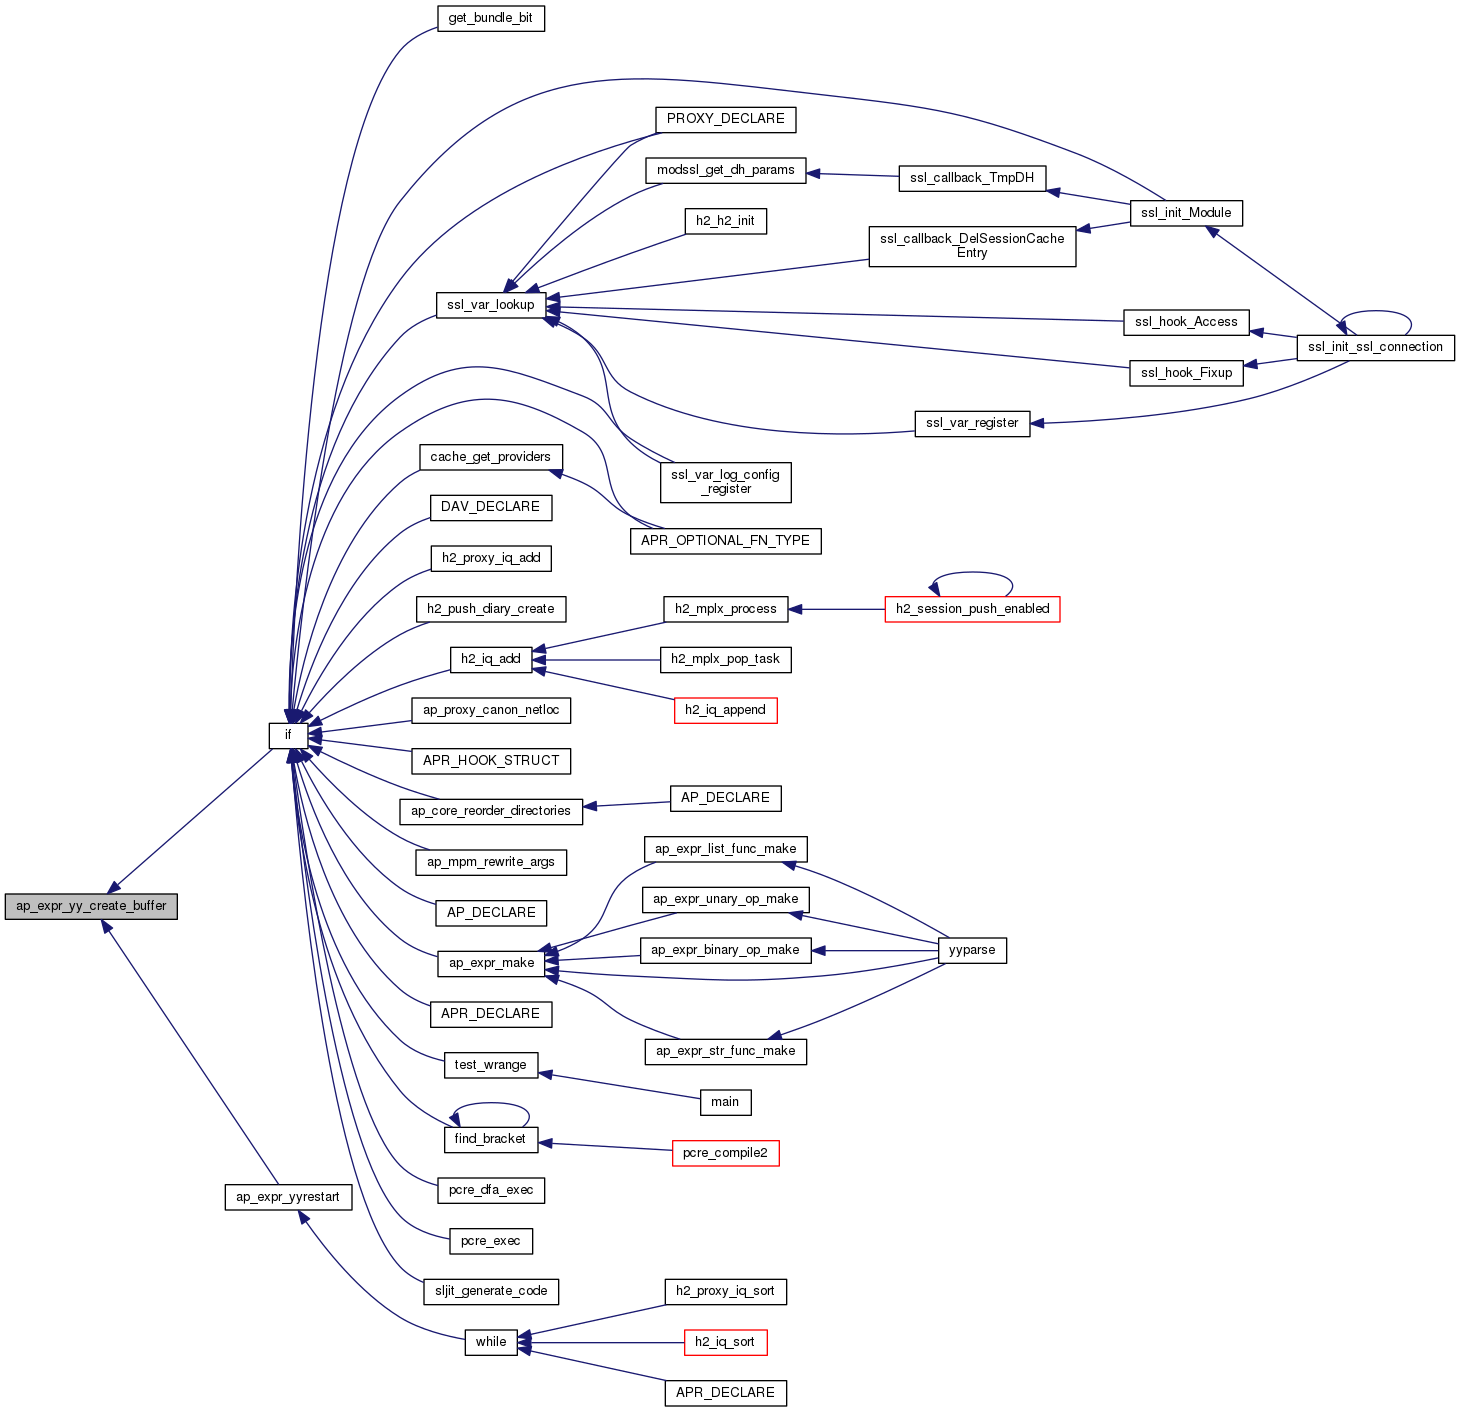 get_bundle_bit
PROXY_DECLARE
modssl_get_dh_params
ssl_callback_TmpDH
ssl_init_Module
h2_h2_init
ssl_callback_DelSessionCache
Entry
ssl_var_lookup
ssl_hook_Access
ssl_init_ssl_connection
ssl_hook_Fixup
ssl_var_register
cache_get_providers
ssl_var_log_config
_register
DAV_DECLARE
APR_OPTIONAL_FN_TYPE
h2_proxy_iq_add
h2_push_diary_create
h2_mplx_process
h2_session_push_enabled
h2_iq_add
h2_mplx_pop_task
ap_proxy_canon_netloc
h2_iq_append
if
APR_HOOK_STRUCT
ap_core_reorder_directories
AP_DECLARE
ap_mpm_rewrite_args
ap_expr_list_func_make
ap_expr_yy_create_buffer
AP_DECLARE
ap_expr_unary_op_make
ap_expr_make
ap_expr_binary_op_make
yyparse
APR_DECLARE
ap_expr_str_func_make
test_wrange
main
find_bracket
pcre_compile2
pcre_dfa_exec
ap_expr_yyrestart
pcre_exec
sljit_generate_code
h2_proxy_iq_sort
while
h2_iq_sort
APR_DECLARE